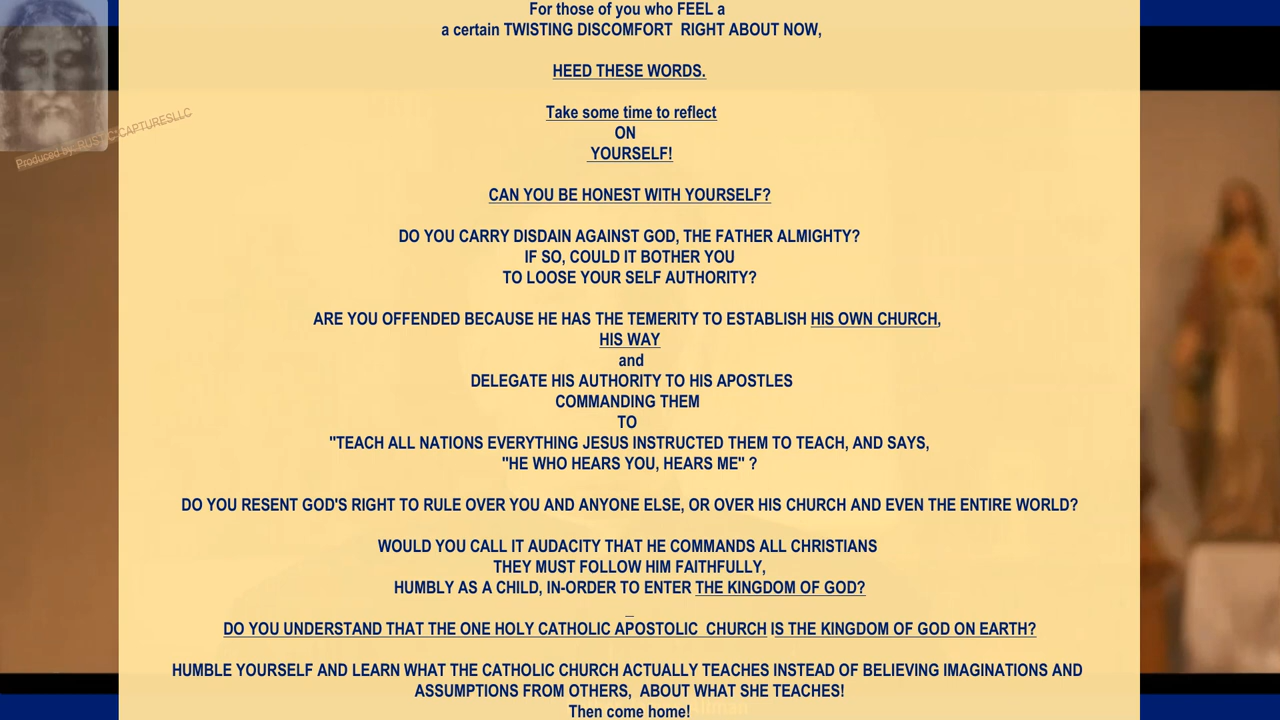 For those of you who FEEL a
a certain TWISTING DISCOMFORT RIGHT ABOUT NOW,
HEED THESE WORDS.
Take some time to reflect
ON
YOURSELF!
CAN YOU BE HONEST WITH YOURSELF?
DO YOU CARRY DISDAIN AGAINST GOD, THE FATHER ALMIGHTY?
IF SO, COULD IT BOTHER YOU
TO LOOSE YOUR SELF AUTHORITY?
ARE YOU OFFENDED BECAUSE HE HAS THE TEMERITY TO ESTABLISH HIS OWN CHURCH,
HIS WAY
and
DELEGATE HIS AUTHORITY TO HIS APOSTLES
COMMANDING THEM
TO
"TEACH ALL NATIONS EVERYTHING JESUS INSTRUCTED THEM TO TEACH, AND SAYS,
"HE WHO HEARS YOU, HEARS ME" ?
DO YOU RESENT GOD'S RIGHT TO RULE OVER YOU AND ANYONE ELSE, OR OVER HIS CHURCH AND EVEN THE ENTIRE WORLD?
WOULD YOU CALL IT AUDACITY THAT HE COMMANDS ALL CHRISTIANS
THEY MUST FOLLOW HIM FAITHFULLY,
HUMBLY AS A CHILD, IN-ORDER TO ENTER THE KINGDOM OF GOD?
DO YOU UNDERSTAND THAT THE ONE HOLY CATHOLIC APOSTOLIC CHURCH IS THE KINGDOM OF GOD ON EARTH?
HUMBLE YOURSELF AND LEARN WHAT THE CATHOLIC CHURCH ACTUALLY TEACHES INSTEAD OF BELIEVING IMAGINATIONS AND
ASSUMPTIONS FROM OTHERS, ABOUT WHAT SHE TEACHES!
Then come home!
Produced by: CAPTURESLLC